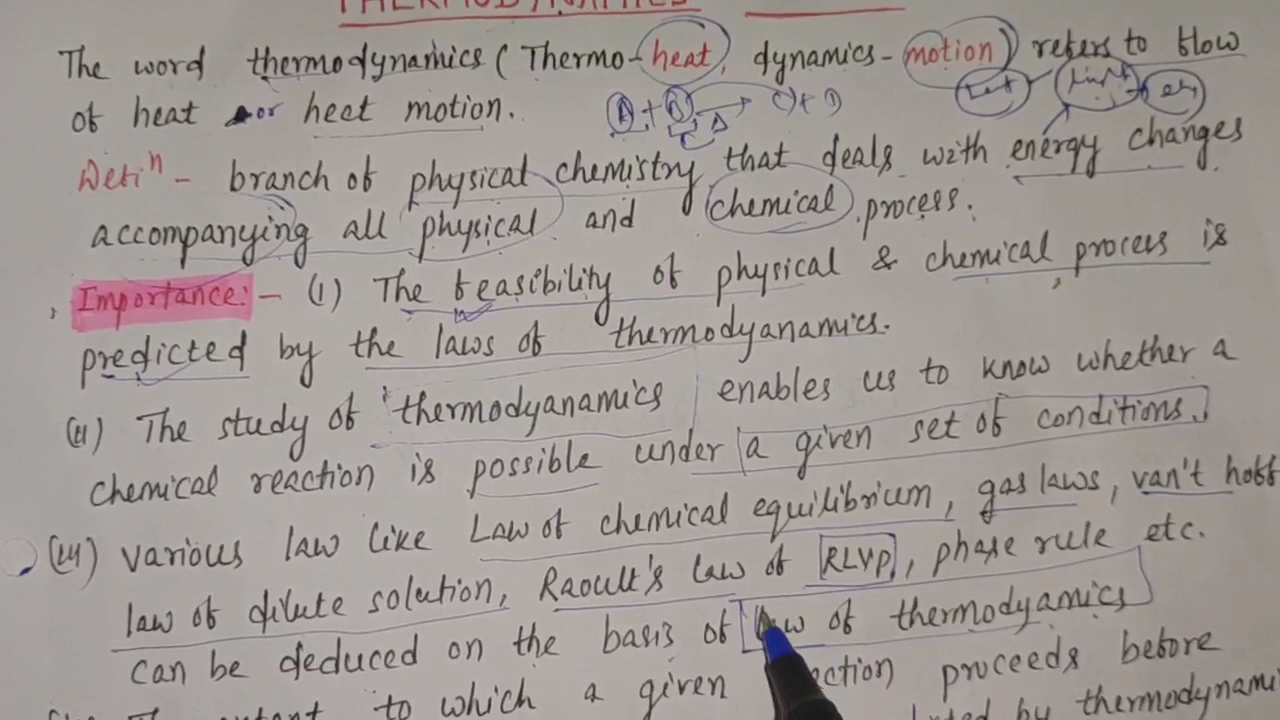 THERMODYNAMICS
The word thermodynamics (Thermo-heat, dynamics-motion) refers to flow
of heat or heat motion.
A + B → C + D
Δ
Defiⁿ - branch of physical chemistry that deals with energy changes
accompanying all physical and chemical process.
Importance:- (i) The feasibility of physical & chemical process is
predicted by the laws of thermodyanamics.
(ii) The study of thermodyanamics enables us to know whether a
chemical reaction is possible under a given set of conditions.
(iii) various law like Law of chemical equilibrium, gas laws, van't hoff
law of dilute solution, Raoult's law of RLVP, phase rule etc.
can be deduced on the basis of law of thermodyamics
to which a given proceeds before
by thermodynami